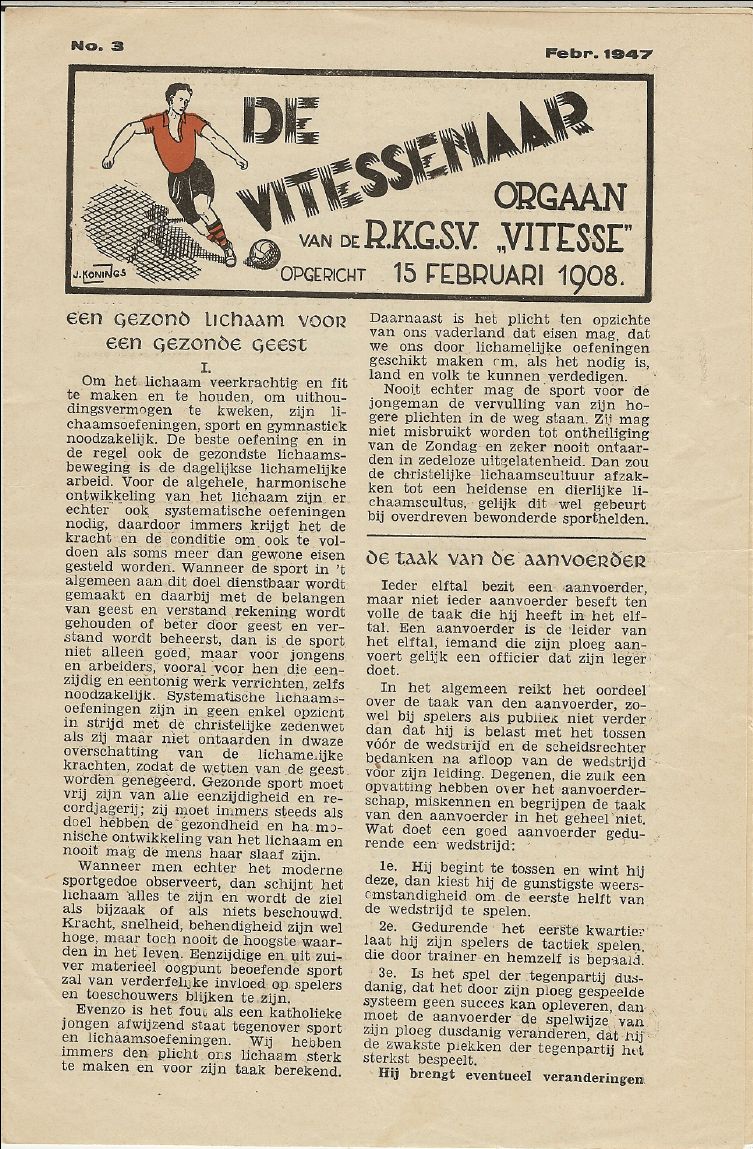 No. 3
Febr. 1947
DE
VITESSENAAR
ORGAAN
VAN DE R.K.G.S.V. „VITESSE”
OPGERICHT 15 FEBRUARI 1908.
J. KONINGS
een gezond lichaam voor
een gezonde geest
I.
Om het lichaam veerkrachtig en fit
te maken en te houden, om uithou-
dingsvermogen te kweken, zijn li-
chaamsoefeningen, sport en gymnastiek
noodzakelijk. De beste oefening en in
de regel ook de gezondste lichaams-
beweging is de dagelijkse lichamelijke
arbeid. Voor de algehele, harmonische
ontwikkeling van het lichaam zijn er
echter ook systematische oefeningen
nodig, daardoor immers krijgt het de
kracht en de conditie om ook te vol-
doen als soms meer dan gewone eisen
gesteld worden. Wanneer de sport in 't
algemeen aan dit doel dienstbaar wordt
gemaakt en daarbij met de belangen
van geest en verstand rekening wordt
gehouden of beter door geest en ver-
stand wordt beheerst, dan is de sport
niet alleen goed, maar voor jongens
en arbeiders, vooral voor hen die een-
zijdig en eentonig werk verrichten, zelfs
noodzakelijk. Systematische lichaams-
oefeningen zijn in geen enkel opzicht
in strijd met de christelijke zedenwet
als zij maar niet ontaarden in dwaze
overschatting van de lichamelijke
krachten, zodat de wetten van de geest
worden genegeerd. Gezonde sport moet
vrij zijn van alle eenzijdigheid en re-
cordjagerij; zij moet immers steeds als
doel hebben de gezondheid en harmo-
nische ontwikkeling van het lichaam en
nooit mag de mens haar slaaf zijn.
Wanneer men echter het moderne
sportgedoe observeert, dan schijnt het
lichaam alles te zijn en wordt de ziel
als bijzaak of als niets beschouwd.
Kracht, snelheid, behendigheid zijn wel
hoge, maar toch nooit de hoogste waar-
den in het leven. Eenzijdige en uit zui-
ver materieel oogpunt beoefende sport
zal van verderfelijke invloed op spelers
en toeschouwers blijken te zijn.
Evenzo is het fout als een katholieke
jongen afwijzend staat tegenover sport
en lichaamsoefeningen. Wij hebben
immers den plicht ons lichaam sterk
te maken en voor zijn taak berekend.
Daarnaast is het plicht ten opzichte
van ons vaderland dat eisen mag, dat
we ons door lichamelijke oefeningen
geschikt maken om, als het nodig is,
land en volk te kunnen verdedigen.
Nooit echter mag de sport voor de
jongeman de vervulling van zijn ho-
gere plichten in de weg staan. Zij mag
niet misbruikt worden tot ontheiliging
van de Zondag en zeker nooit ontaar-
den in zedeloze uitgelatenheid. Dan zou
de christelijke lichaamscultuur afzak-
ken tot een heidense en dierlijke li-
chaamscultus, gelijk dit wel gebeurt
bij overdreven bewonderde sporthelden.
de taak van de aanvoerder
Ieder elftal bezit een aanvoerder,
maar niet ieder aanvoerder beseft ten
volle de taak die hij heeft in het elf-
tal. Een aanvoerder is de leider van
het elftal, iemand die zijn ploeg aan-
voert gelijk een officier dat zijn leger
doet.
In het algemeen reikt het oordeel
over de taak van den aanvoerder, zo-
wel bij spelers als publiek niet verder
dan dat hij is belast met het tossen
vóór de wedstrijd en de scheidsrechter
bedanken na afloop van de wedstrijd
voor zijn leiding. Degenen, die zulk een
opvatting hebben over het aanvoerder-
schap, miskennen en begrijpen de taak
van den aanvoerder in het geheel niet.
Wat doet een goed aanvoerder gedu-
rende een wedstrijd:
1e. Hij begint te tossen en wint hij
deze, dan kiest hij de gunstigste weers-
omstandigheid om de eerste helft van
de wedstrijd te spelen.
2e. Gedurende het eerste kwartier
laat hij zijn spelers de tactiek spelen,
die door trainer en hemzelf is bepaald.
3e. Is het spel der tegenpartij dus-
danig, dat het door zijn ploeg gespeelde
systeem geen succes kan opleveren, dan
moet de aanvoerder de spelwijze van
zijn ploeg dusdanig veranderen, dat hij
de zwakste plekken der tegenpartij het
sterkst bespeelt.
Hij brengt eventueel veranderingen